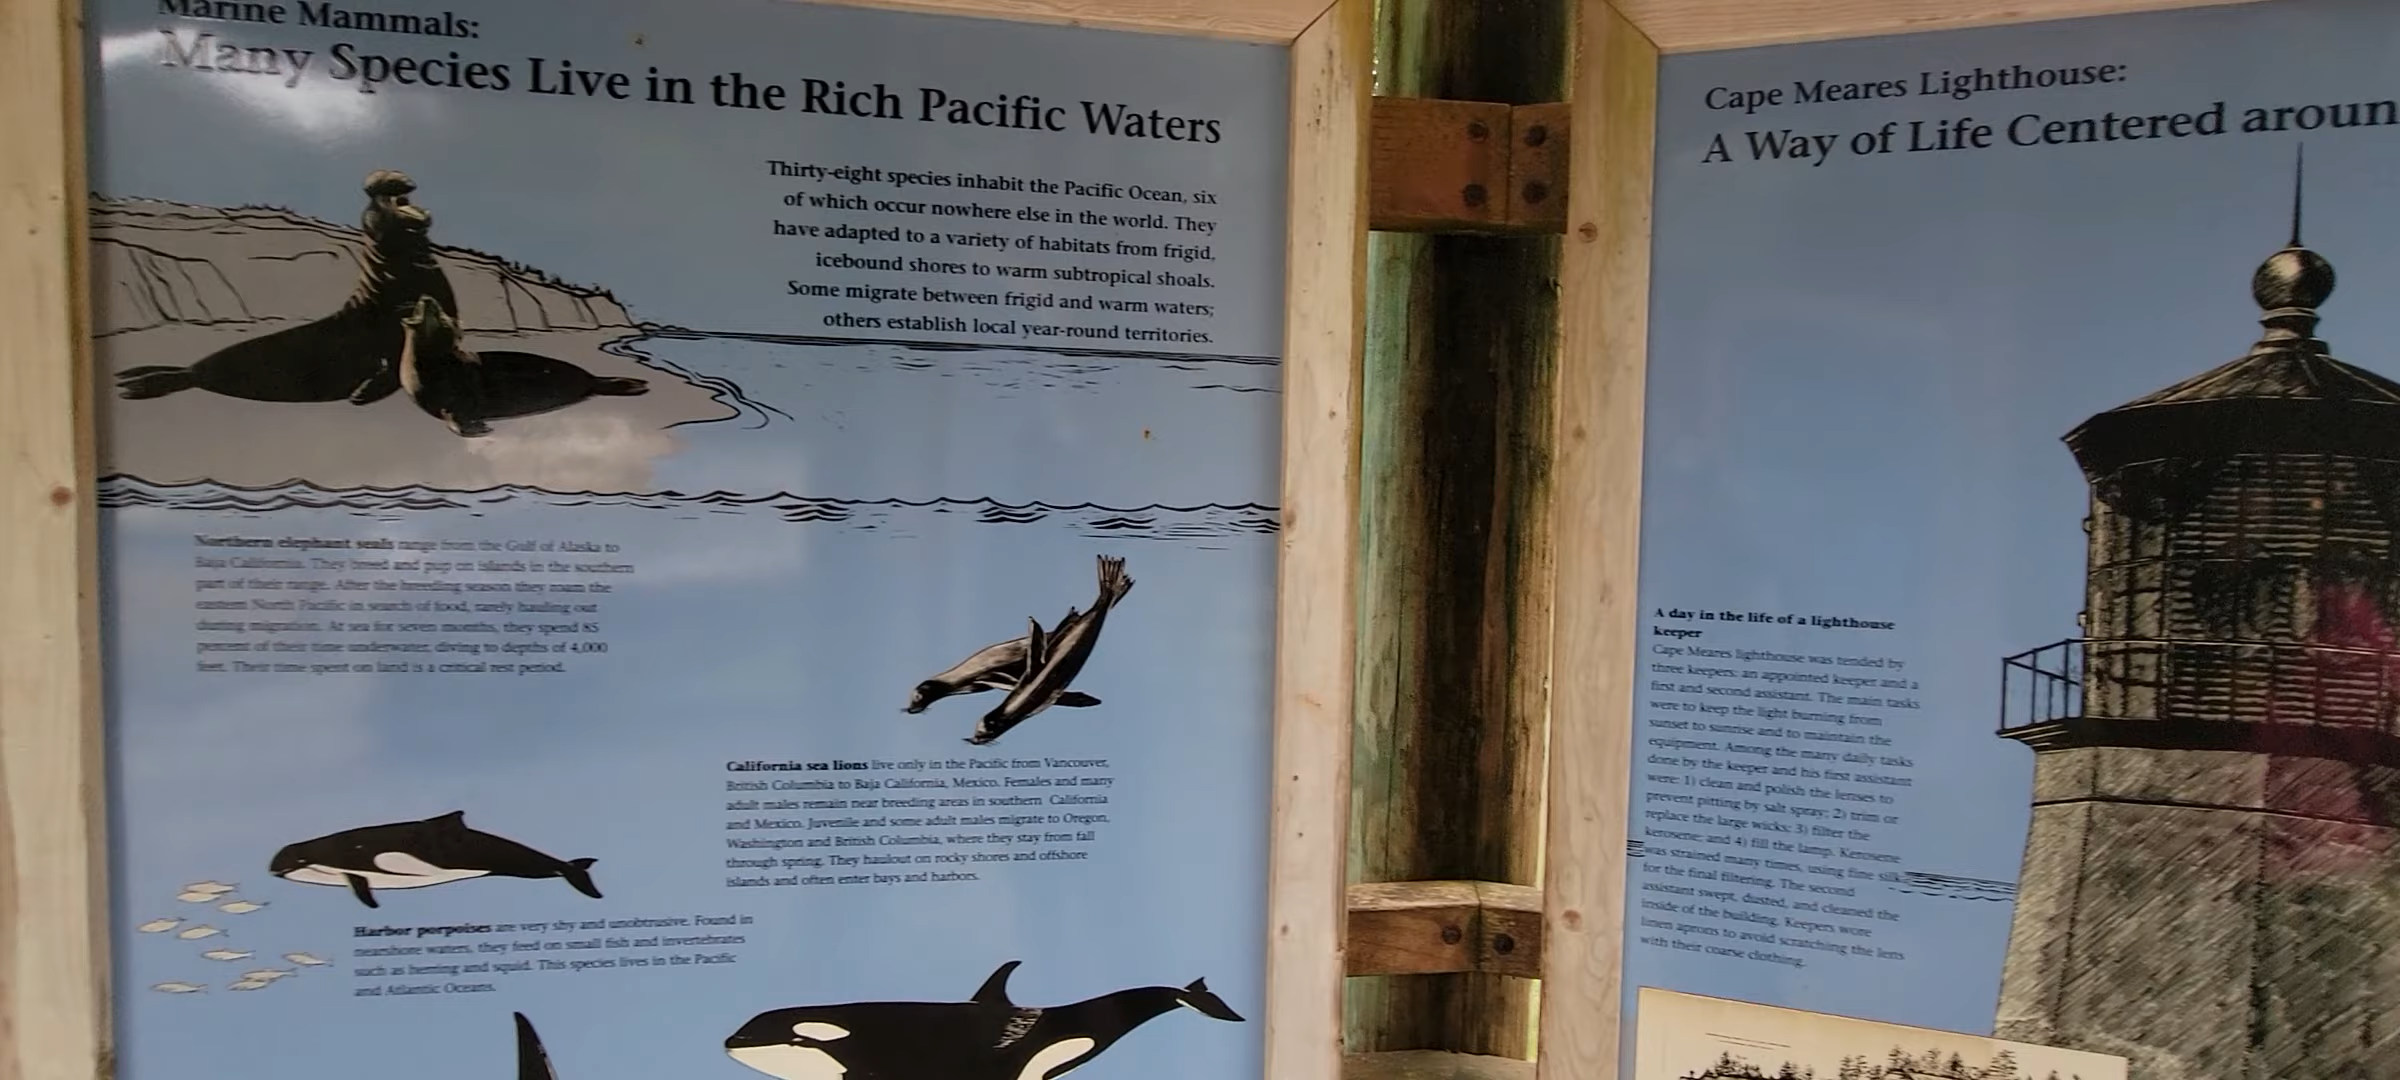 Marine Mammals:
Many Species Live in the Rich Pacific Waters
Thirty-eight species inhabit the Pacific Ocean, six
of which occur nowhere else in the world. They
have adapted to a variety of habitats from frigid,
icebound shores to warm subtropical shoals.
Some migrate between frigid and warm waters;
others establish local year-round territories.
Northern elephant seals range from the Gulf of Alaska to
Baja California. They breed and pup on islands in the southern
part of their range. After the breeding season they roam the
eastern North Pacific in search of food, rarely hauling out
during migration. At sea for seven months, they spend 85
percent of their time underwater, diving to depths of 4,000
feet. Their time spent on land is a critical rest period.
California sea lions live only in the Pacific from Vancouver,
British Columbia to Baja California, Mexico. Females and many
adult males remain near breeding areas in southern California
and Mexico. Juvenile and some adult males migrate to Oregon,
Washington and British Columbia, where they stay from fall
through spring. They haulout on rocky shores and offshore
islands and often enter bays and harbors.
Harbor porpoises are very shy and unobtrusive. Found in
nearshore waters, they feed on small fish and invertebrates
such as herring and squid. This species lives in the Pacific
and Atlantic Oceans.
Cape Meares Lighthouse:
A Way of Life Centered aroun
A day in the life of a lighthouse
keeper
Cape Meares lighthouse was tended by
three keepers: an appointed keeper and a
first and second assistant. The main tasks
were to keep the light burning from
sunset to sunrise and to maintain the
equipment. Among the many daily tasks
done by the keeper and his first assistant
were: 1) clean and polish the lenses to
prevent pitting by salt spray; 2) trim or
replace the large wicks; 3) filter the
kerosene; and 4) fill the lamp. Kerosene
was strained many times, using fine silk
for the final filtering. The second
assistant swept, dusted, and cleaned the
inside of the building. Keepers wore
linen aprons to avoid scratching the lens
with their coarse clothing.